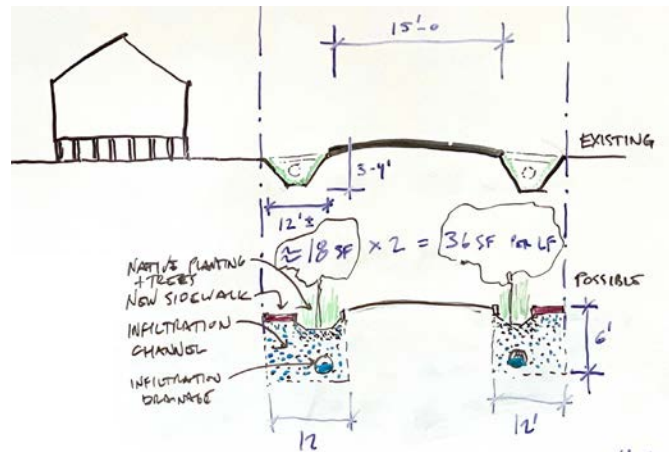 15'-0
EXISTING
3-4'
12'±
≈ 18 SF × 2 = 36 SF PER LF
NATIVE PLANTING
+ TREES
NEW SIDEWALK
INFILTRATION
CHANNEL
INFILTRATION
DRAINAGE
POSSIBLE
6'
12
12'